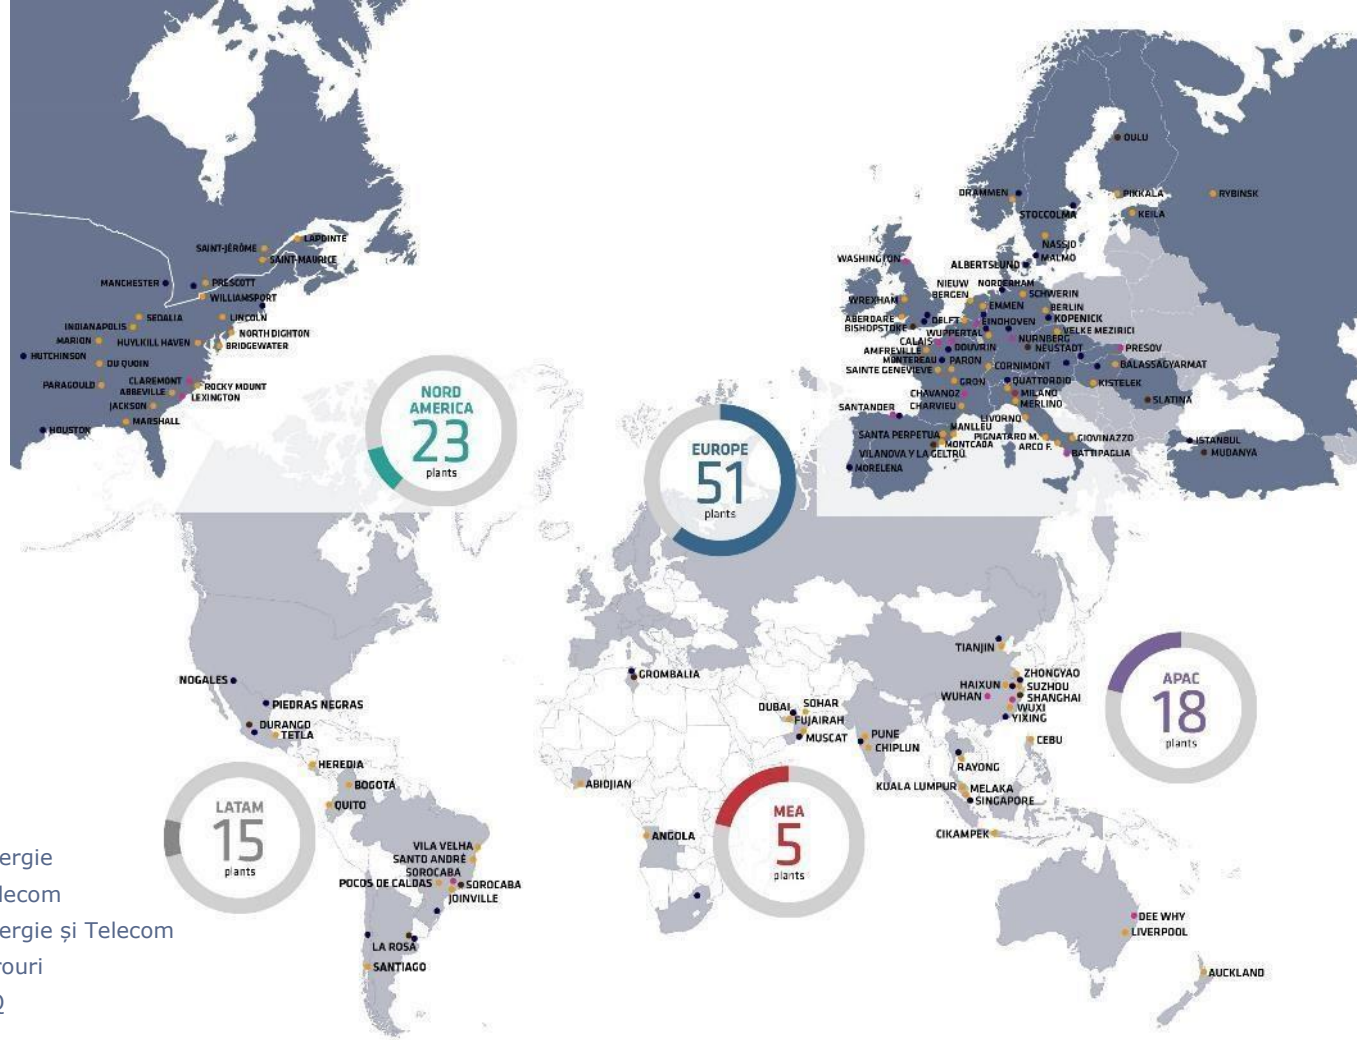 OULU
DRAMMEN
PIKKALA
RYBINSK
STOCCOLMA
KEILA
LAPOINTE
SAINT-JÉRÔME
NASSJO
SAINT-MAURICE
WASHINGTON
MALMO
ALBERTSLUND
MANCHESTER
PRESCOTT
NIEUW
BERGEN
NORDERHAM
WILLIAMSPORT
WREXHAM
SCHWERIN
EMMEN
BERLIN
SEDALIA
LINCOLN
ABERDARE
DELFT
EINDHOVEN
KOPENICK
INDIANAPOLIS
BISHOPSTOKE
NORTH DIGHTON
WUPPERTAL
VELKE MEZIRICI
MARION
HUYLKILL HAVEN
BRIDGEWATER
CALAIS
NURNBERG
AMFREVILLE
DOUVRIN
NEUSTADT
PRESOV
HUTCHINSON
MONTEREAU
PARON
DU QUOIN
SAINTE GENEVIEVE
CORNIMONT
BALASSAGYARMAT
CLAREMONT
GRON
QUATTORDIO
KISTELEK
PARAGOULD
ROCKY MOUNT
ABBEVILLE
CHAVANOZ
MILANO
LEXINGTON
SLATINA
JACKSON
CHARVIEU
MERLINO
SANTANDER
LIVORNO
MARSHALL
MANLLEU
HOUSTON
SANTA PERPETUA
PIGNATARO M.
GIOVINAZZO
ISTANBUL
MONTCADA
ARCO F.
VILANOVA Y LA GELTRÚ
BATTIPAGLIA
MUDANYA
MORELENA
NORD
AMERICA
23
plants
EUROPE
51
plants
TIANJIN
NOGALES
GROMBALIA
ZHONGYAO
HAIXUN
SUZHOU
WUHAN
SHANGHAI
APAC
18
plants
PIEDRAS NEGRAS
DUBAI
SOHAR
WUXI
YIXING
DURANGO
FUJAIRAH
TETLA
MUSCAT
PUNE
CEBU
CHIPLUN
HEREDIA
RAYONG
BOGOTÁ
ABIDJIAN
KUALA LUMPUR
MELAKA
QUITO
SINGAPORE
LATAM
15
plants
MEA
5
plants
ANGOLA
CIKAMPEK
VILA VELHA
SANTO ANDRÉ
SOROCABA
POCOS DE CALDAS
SOROCABA
JOINVILLE
DEE WHY
LIVERPOOL
LA ROSA
SANTIAGO
AUCKLAND
ergie
lecom
ergie și Telecom
rouri